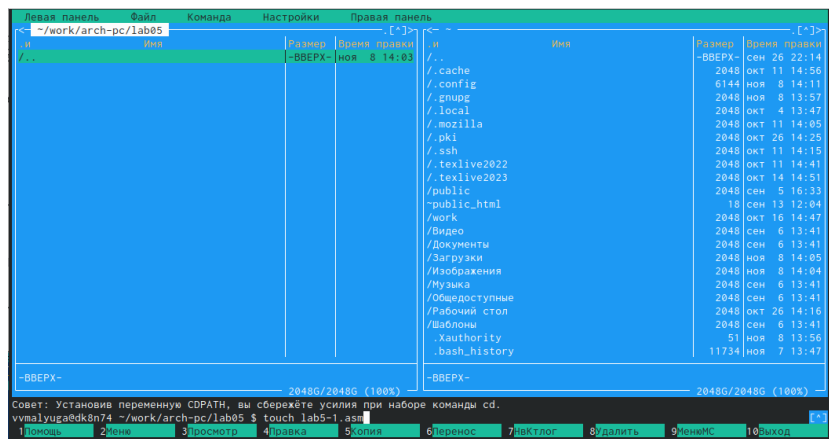 Левая панель Файл Команда Настройки Правая панель
<— ~/work/arch-pc/lab05 .[^]>
.и Имя Размер Время правки
/.. -ВВЕРХ- ноя 8 14:03
-ВВЕРХ-
2048G/2048G (100%)
<— ~ .[^]>
.и Имя Размер Время правки
/.. -ВВЕРХ- сен 26 22:14
/.cache 2048 окт 11 14:56
/.config 6144 ноя 8 14:11
/.gnupg 2048 ноя 8 13:57
/.local 2048 окт 4 13:47
/.mozilla 2048 окт 11 14:05
/.pki 2048 окт 26 14:25
/.ssh 2048 окт 11 14:15
/.texlive2022 2048 окт 11 14:41
/.texlive2023 2048 окт 14 14:51
/public 2048 сен 5 16:33
~public_html 18 сен 13 12:04
/work 2048 окт 16 14:47
/Видео 2048 сен 6 13:41
/Документы 2048 сен 6 13:41
/Загрузки 2048 ноя 8 14:05
/Изображения 2048 ноя 8 14:04
/Музыка 2048 сен 6 13:41
/Общедоступные 2048 сен 6 13:41
/Рабочий стол 2048 окт 26 14:16
/Шаблоны 2048 сен 6 13:41
.Xauthority 51 ноя 8 13:56
.bash_history 11734 ноя 7 13:47
-ВВЕРХ-
2048G/2048G (100%)
Совет: Установив переменную CDPATH, вы сбережёте усилия при наборе команды cd.
vvmalyuga@dk8n74 ~/work/arch-pc/lab05 $ touch lab5-1.asm [^]
1Помощь 2Меню 3Просмотр 4Правка 5Копия 6Перенос 7НвКтлог 8Удалить 9МенюМС 10Выход